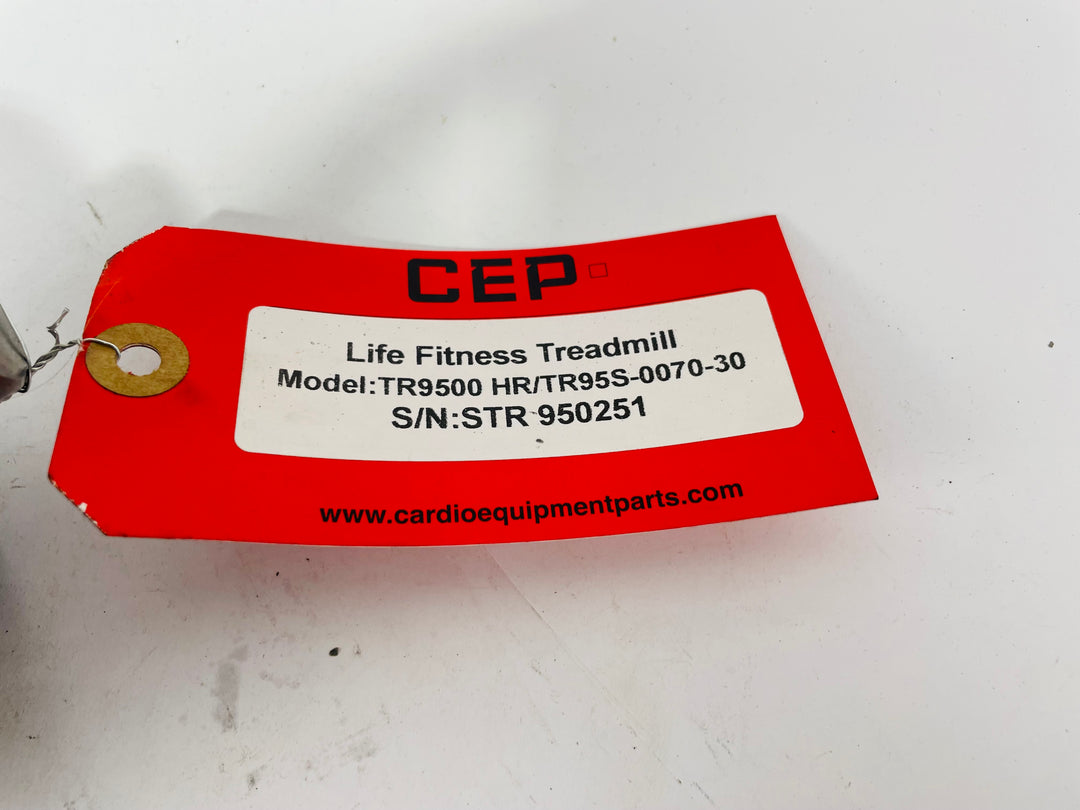 CEP
Life Fitness Treadmill
Model:TR9500 HR/TR95S-0070-30
S/N:STR 950251
www.cardioequipmentparts.com